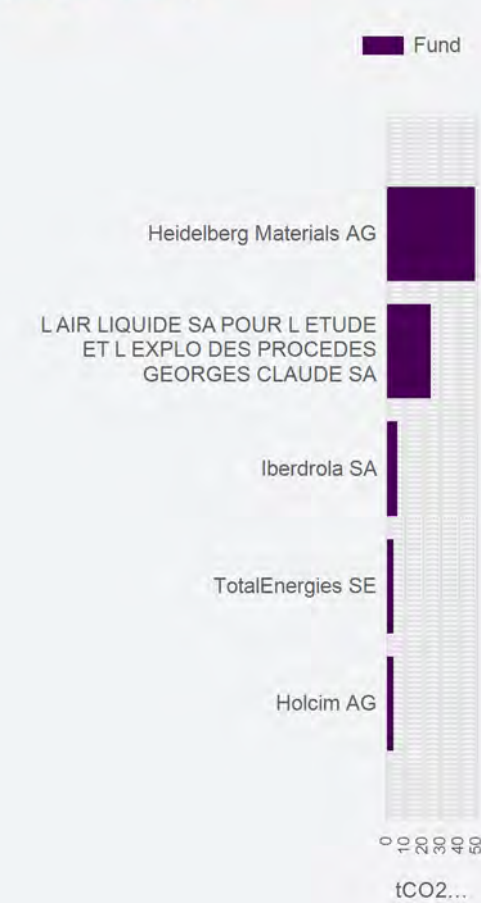 Fund
Heidelberg Materials AG
L AIR LIQUIDE SA POUR L ETUDE
ET L EXPLO DES PROCEDES
GEORGES CLAUDE SA
Iberdrola SA
TotalEnergies SE
Holcim AG
0
10
20
30
40
50
tCO2...